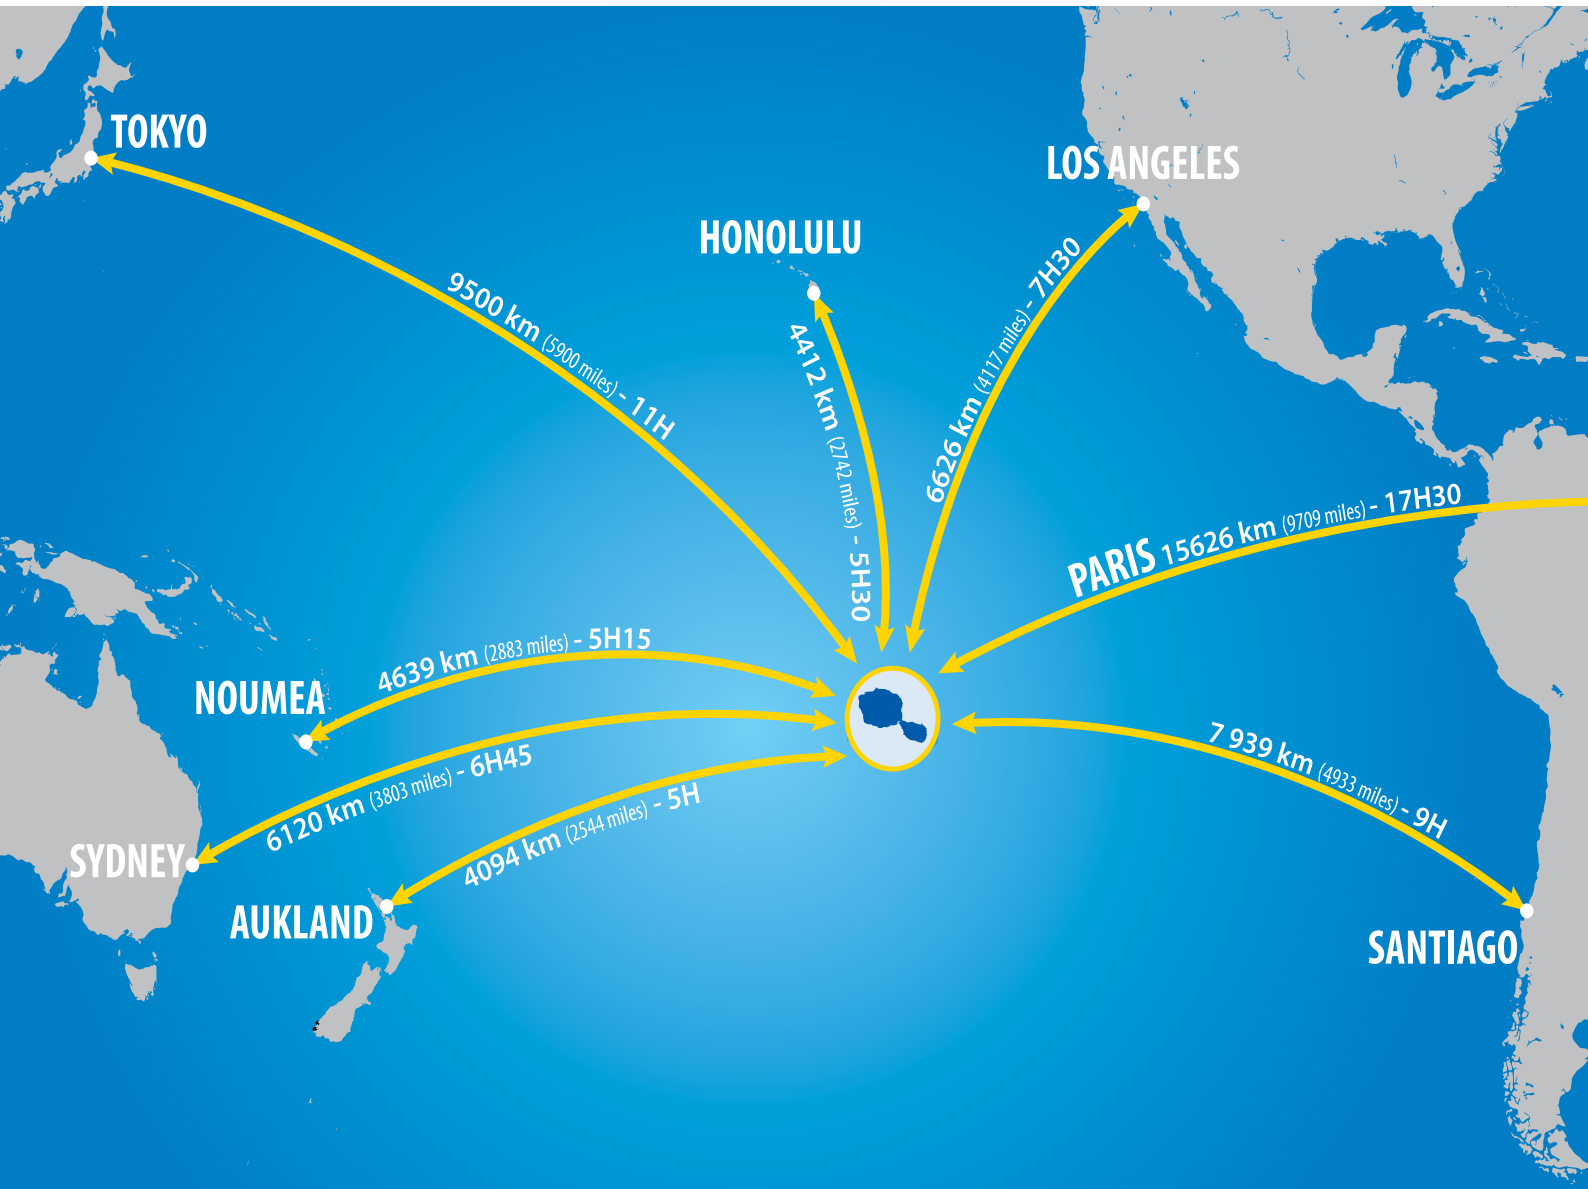 TOKYO
LOS ANGELES
HONOLULU
9500 km (5900 miles) - 11H
4412 km (2742 miles) - 5H30
6626 km (4117 miles) - 7H30
PARIS 15626 km (9709 miles) - 17H30
4639 km (2883 miles) - 5H15
NOUMEA
6120 km (3803 miles) - 6H45
7 939 km (4933 miles) - 9H
4094 km (2544 miles) - 5H
SYDNEY
AUKLAND
SANTIAGO